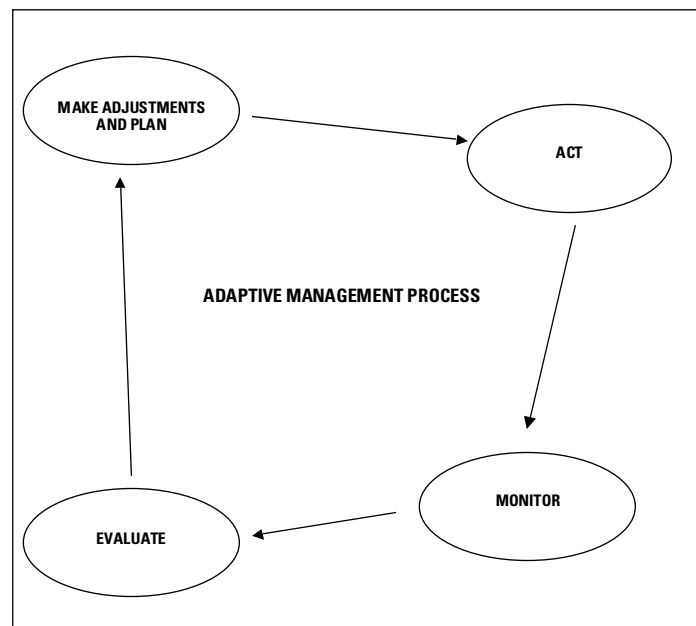 MAKE ADJUSTMENTS
AND PLAN
ACT
ADAPTIVE MANAGEMENT PROCESS
MONITOR
EVALUATE